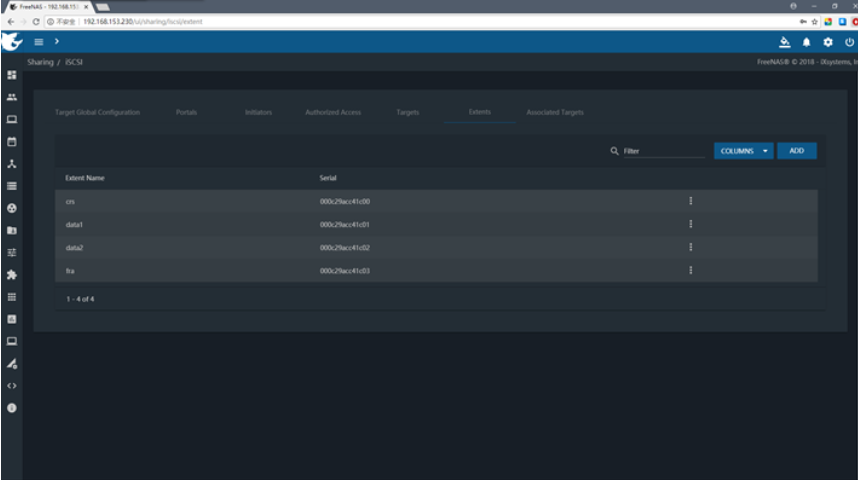 FreeNAS - 192.168.15
不安全 | 192.168.153.230/ui/sharing/iscsi/extent
Sharing / iSCSI
FreeNAS® © 2018 - iXsystems, In
Target Global Configuration Portals Initiators Authorized Access Targets Extents Associated Targets
Filter COLUMNS ADD
Extent Name Serial
crs 000c29acc41c00
data1 000c29acc41c01
data2 000c29acc41c02
fra 000c29acc41c03
1 - 4 of 4